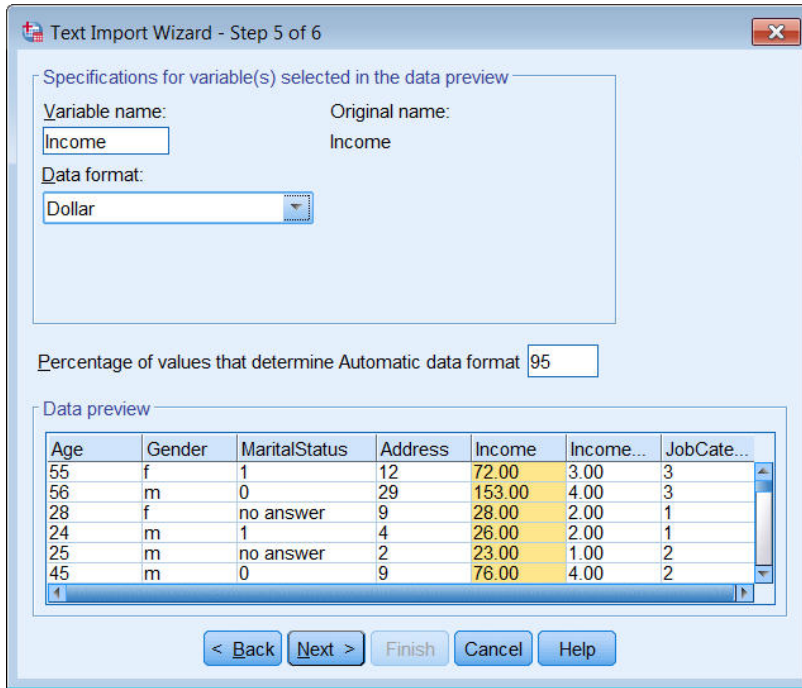 Text Import Wizard - Step 5 of 6
Specifications for variable(s) selected in the data preview
Variable name: Original name:
Income Income
Data format:
Dollar
Percentage of values that determine Automatic data format 95
Data preview
Age Gender MaritalStatus Address Income Income... JobCate...
55 f 1 12 72.00 3.00 3
56 m 0 29 153.00 4.00 3
28 f no answer 9 28.00 2.00 1
24 m 1 4 26.00 2.00 1
25 m no answer 2 23.00 1.00 2
45 m 0 9 76.00 4.00 2
< Back Next > Finish Cancel Help